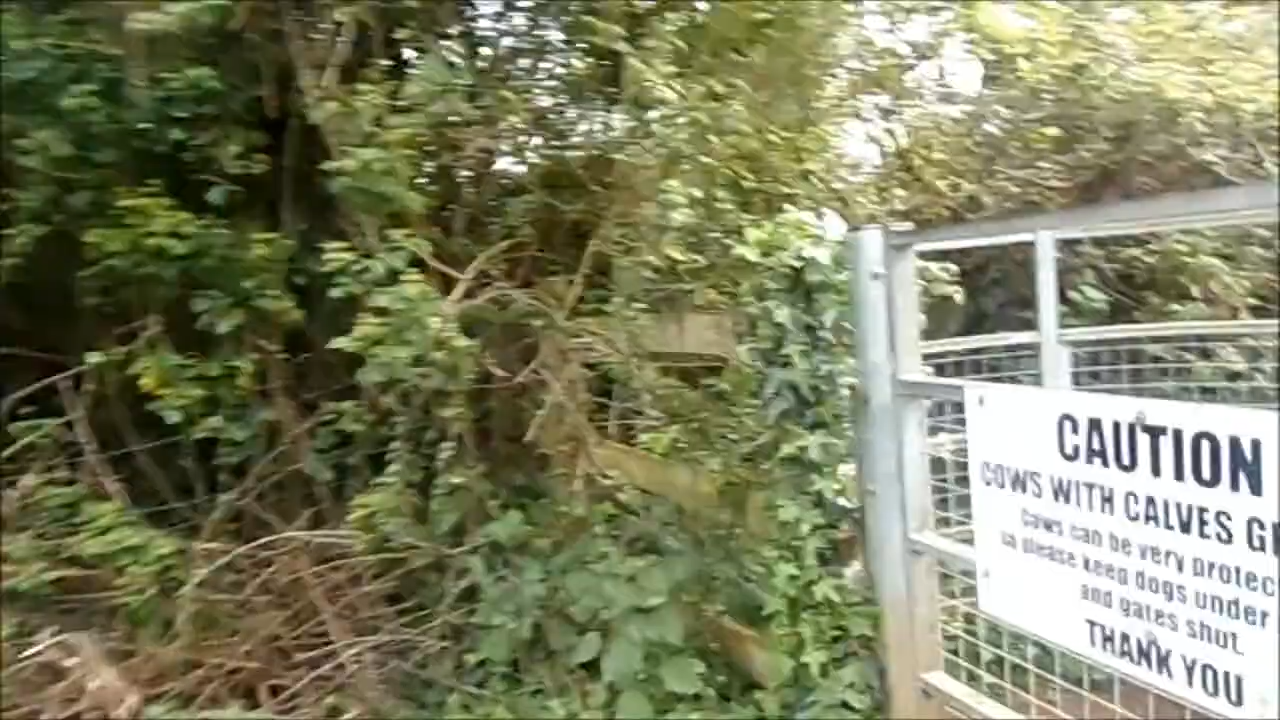 CAUTION
COWS WITH CALVES
Cows can be very
so please keep dogs under
and gates shut.
THANK YOU